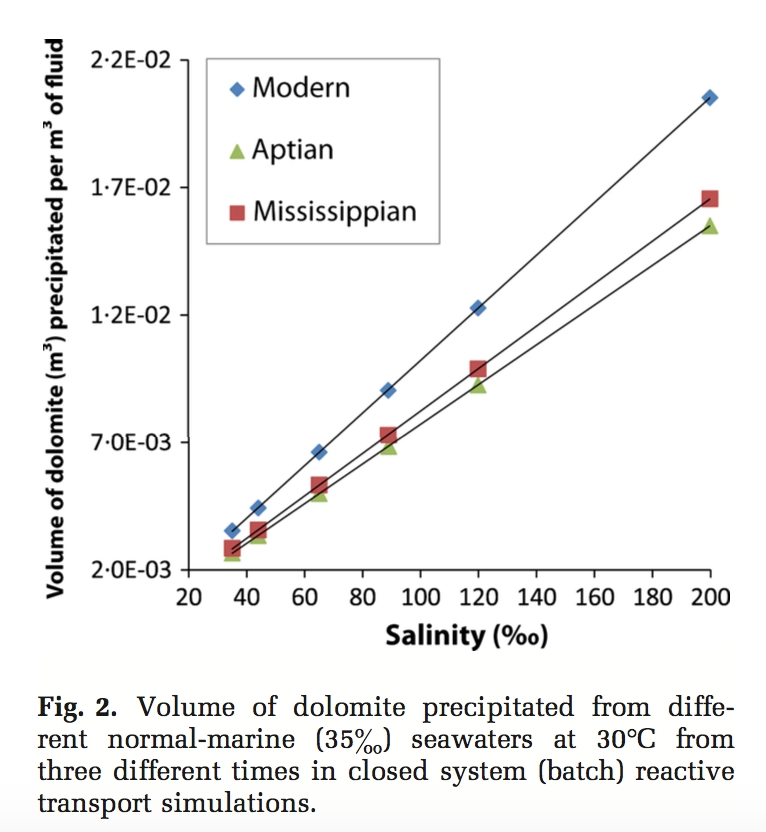 Volume of dolomite (m³) precipitated per m³ of fluid
2·2E-02
1·7E-02
1·2E-02
7·0E-03
2·0E-03
Modern
Aptian
Mississippian
20 40 60 80 100 120 140 160 180 200
Salinity (‰)
Fig. 2. Volume of dolomite precipitated from diffe-
rent normal-marine (35‰) seawaters at 30°C from
three different times in closed system (batch) reactive
transport simulations.